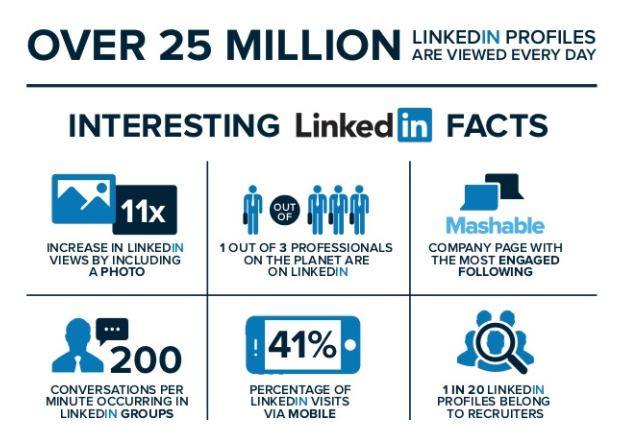 OVER 25 MILLION
LINKEDIN PROFILES
ARE VIEWED EVERY DAY
INTERESTING Linked in FACTS
11x
INCREASE IN LINKEDIN
VIEWS BY INCLUDING
A PHOTO
OUT
OF
1 OUT OF 3 PROFESSIONALS
ON THE PLANET ARE
ON LINKEDIN
Mashable
COMPANY PAGE WITH
THE MOST ENGAGED
FOLLOWING
200
CONVERSATIONS PER
MINUTE OCCURRING IN
LINKEDIN GROUPS
41%
PERCENTAGE OF
LINKEDIN VISITS
VIA MOBILE
1 IN 20 LINKEDIN
PROFILES BELONG
TO RECRUITERS